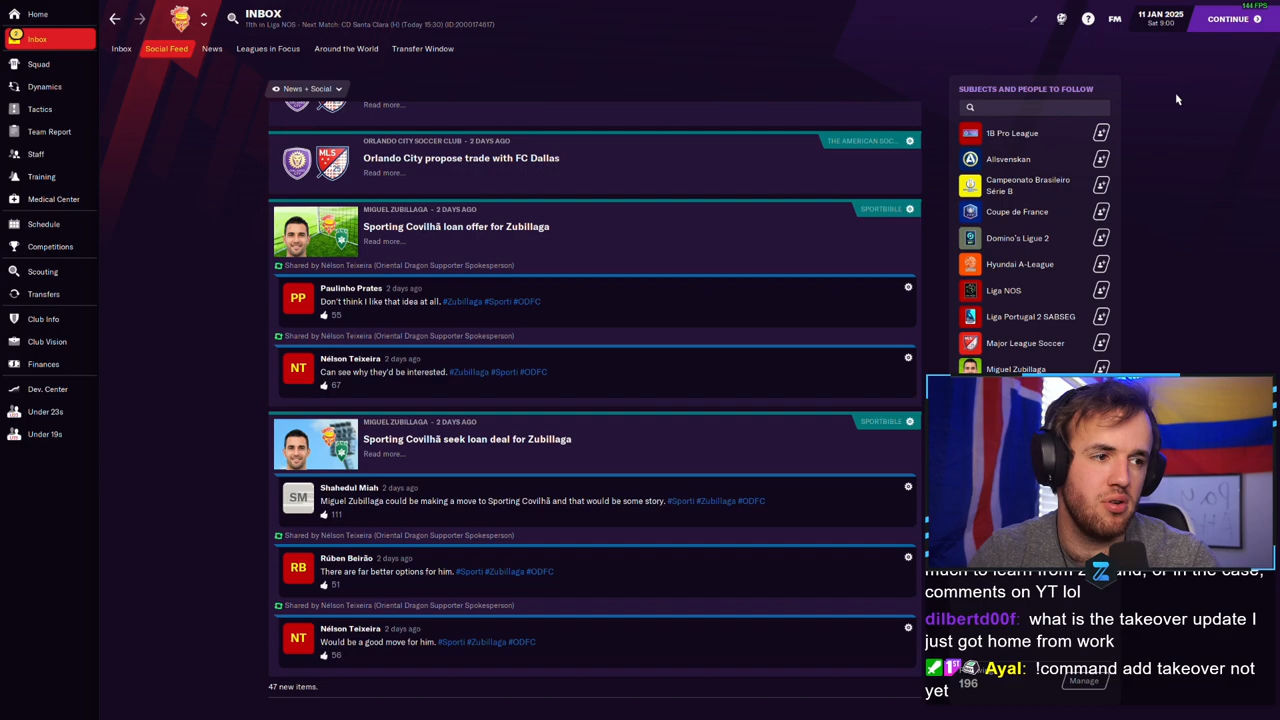 Home
INBOX
11th in Liga NOS - Next Match: CD Santa Clara (H) (Today 15:30) (ID:2000174617)
FM
11 JAN 2025
Sat 9:00
144 FPS
CONTINUE
2
Inbox
Squad
Dynamics
Tactics
Team Report
Staff
Training
Medical Center
Schedule
Competitions
Scouting
Transfers
Club Info
Club Vision
Finances
Dev. Center
Under 23s
Under 19s
Inbox
Social Feed
News
Leagues in Focus
Around the World
Transfer Window
News + Social
Read more...
ORLANDO CITY SOCCER CLUB - 2 DAYS AGO
THE AMERICAN SOC...
Orlando City propose trade with FC Dallas
Read more...
MIGUEL ZUBILLAGA - 2 DAYS AGO
SPORTBIBLE
Sporting Covilhã loan offer for Zubillaga
Read more...
Shared by Nélson Teixeira (Oriental Dragon Supporter Spokesperson)
PP
Paulinho Prates 2 days ago
Don't think I like that idea at all. #Zubillaga #Sporti #ODFC
55
Shared by Nélson Teixeira (Oriental Dragon Supporter Spokesperson)
NT
Nélson Teixeira 2 days ago
Can see why they'd be interested. #Zubillaga #Sporti #ODFC
67
MIGUEL ZUBILLAGA - 2 DAYS AGO
SPORTBIBLE
Sporting Covilhã seek loan deal for Zubillaga
Read more...
SM
Shahedul Miah 2 days ago
Miguel Zubillaga could be making a move to Sporting Covilhã and that would be some story. #Sporti #Zubillaga #ODFC
111
Shared by Nélson Teixeira (Oriental Dragon Supporter Spokesperson)
RB
Rúben Beirão 2 days ago
There are far better options for him. #Sporti #Zubillaga #ODFC
51
Shared by Nélson Teixeira (Oriental Dragon Supporter Spokesperson)
NT
Nélson Teixeira 2 days ago
Would be a good move for him. #Sporti #Zubillaga #ODFC
56
47 new items.
SUBJECTS AND PEOPLE TO FOLLOW
1B Pro League
Allsvenskan
Campeonato Brasileiro
Série B
Coupe de France
Domino's Ligue 2
Hyundai A-League
Liga NOS
Liga Portugal 2 SABSEG
Major League Soccer
Miguel Zubillaga
comments on YT lol
dilbertd00f: what is the takeover update I
just got home from work
Ayal: !command add takeover not
yet
196
Manage